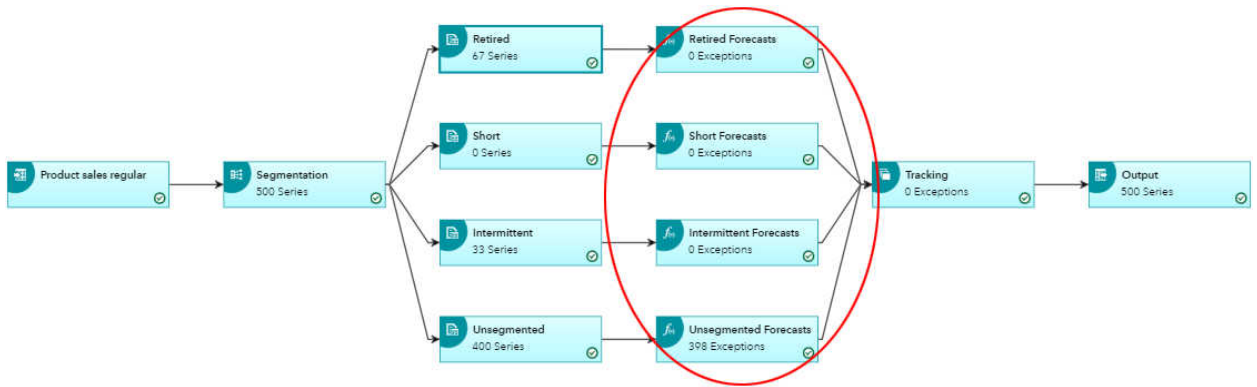 Retired
67 Series
Retired Forecasts
0 Exceptions
Short
0 Series
Short Forecasts
0 Exceptions
Product sales regular
Segmentation
500 Series
Tracking
0 Exceptions
Output
500 Series
Intermittent
33 Series
Intermittent Forecasts
0 Exceptions
Unsegmented
400 Series
Unsegmented Forecasts
398 Exceptions